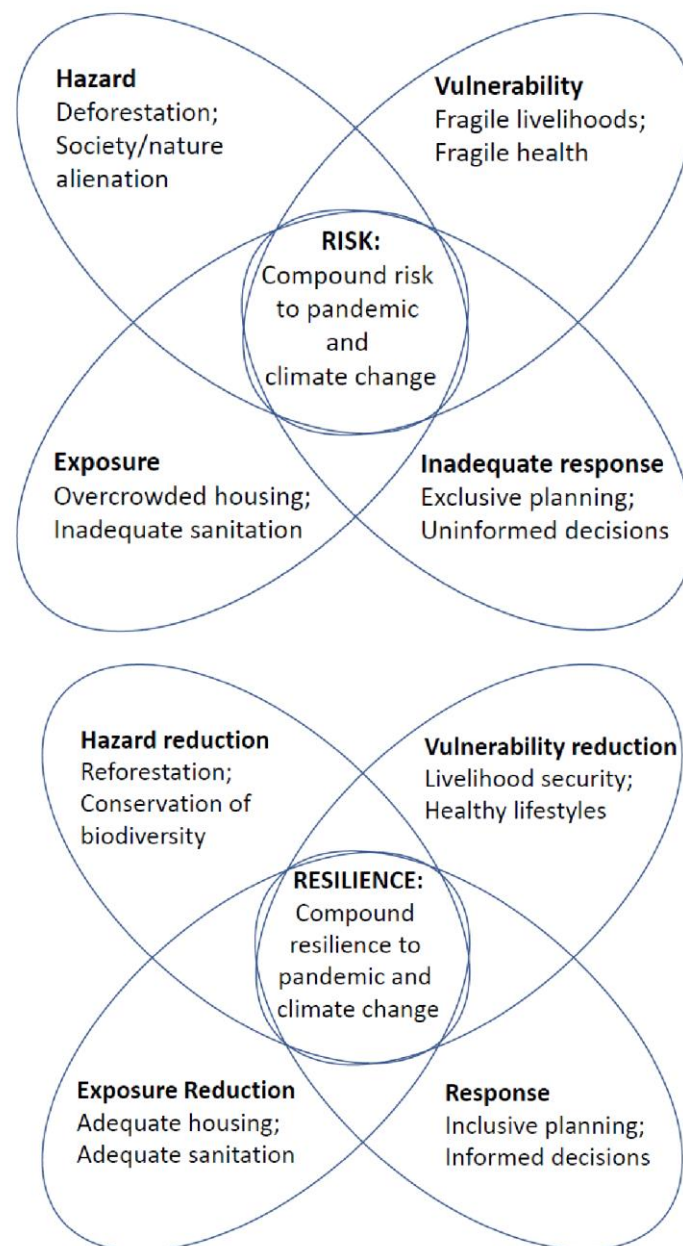 Hazard
Deforestation;
Society/nature
alienation
Vulnerability
Fragile livelihoods;
Fragile health
RISK:
Compound risk
to pandemic
and
climate change
Exposure
Overcrowded housing;
Inadequate sanitation
Inadequate response
Exclusive planning;
Uninformed decisions
Hazard reduction
Reforestation;
Conservation of
biodiversity
Vulnerability reduction
Livelihood security;
Healthy lifestyles
RESILIENCE:
Compound
resilience to
pandemic and
climate change
Exposure Reduction
Adequate housing;
Adequate sanitation
Response
Inclusive planning;
Informed decisions